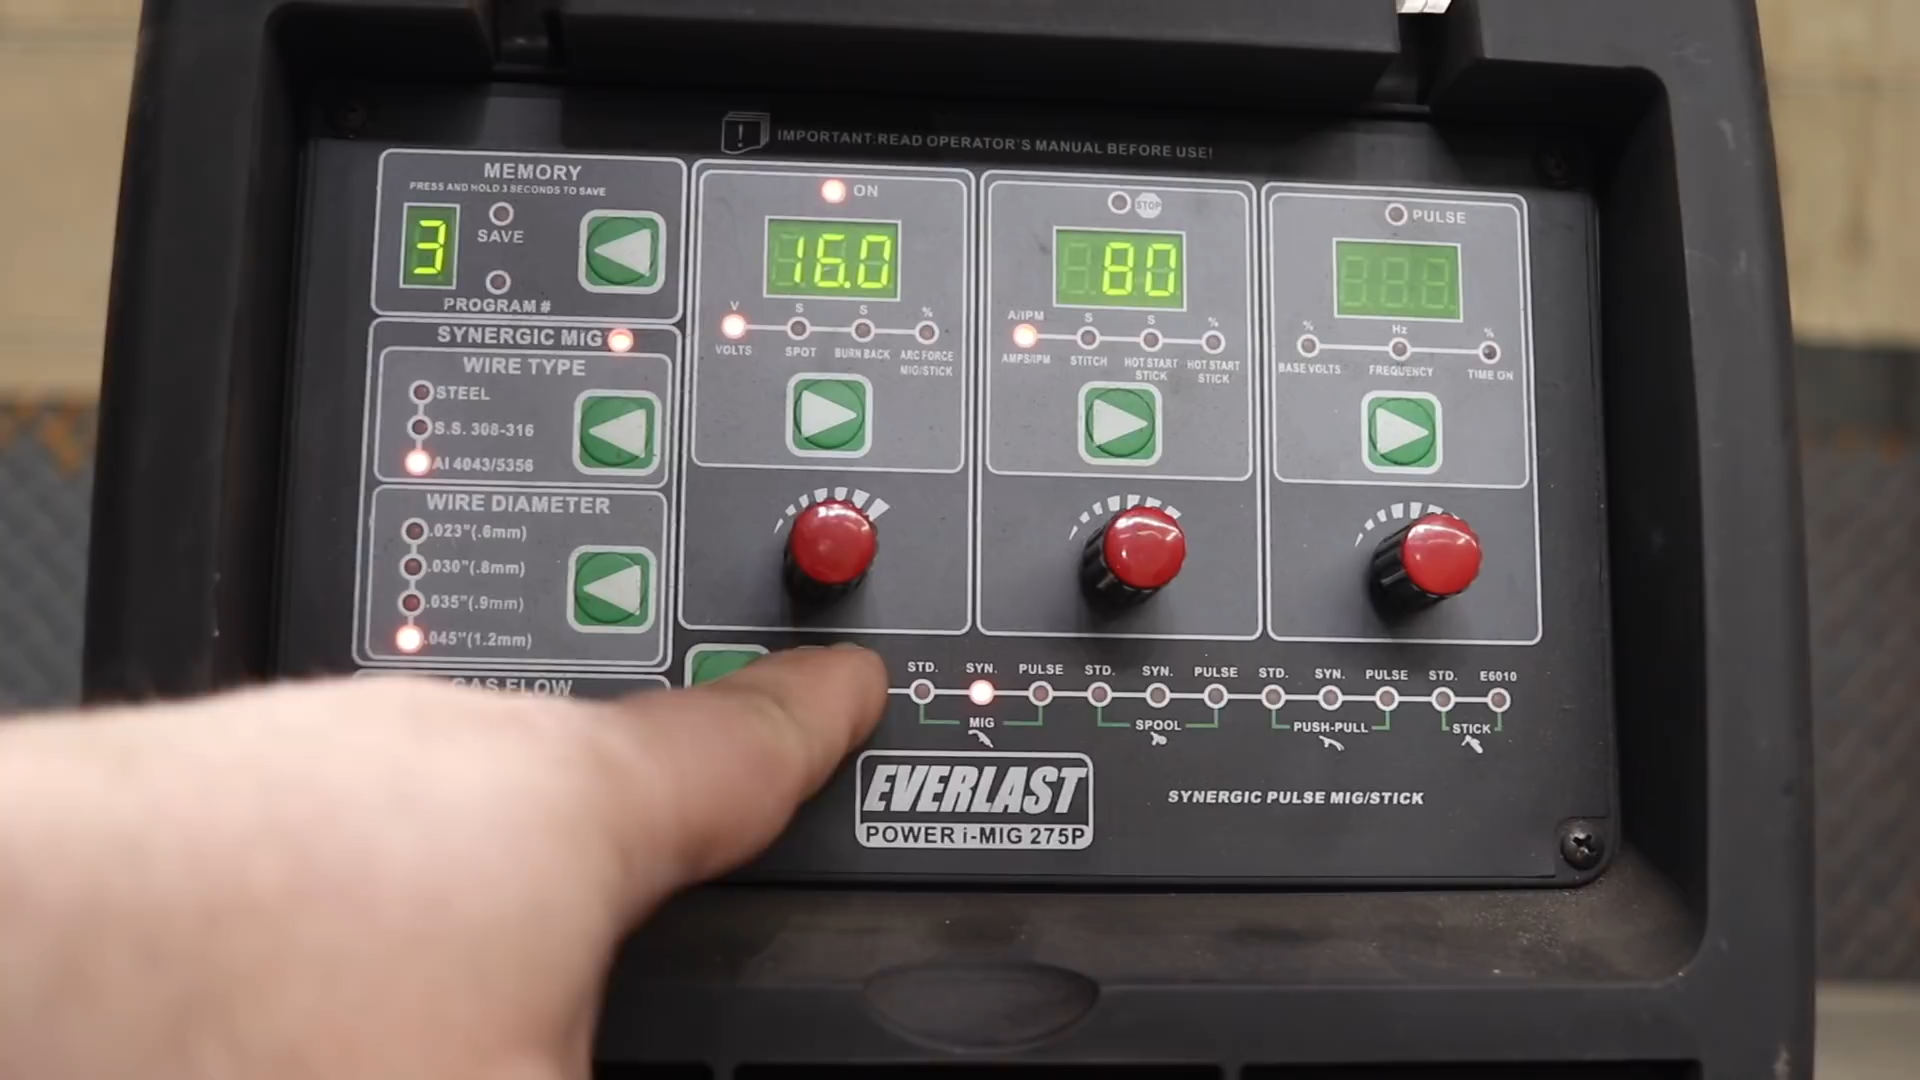 ! IMPORTANT:READ OPERATOR'S MANUAL BEFORE USE!
MEMORY
PRESS AND HOLD 3 SECONDS TO SAVE
3
SAVE
PROGRAM #
SYNERGIC MIG
WIRE TYPE
STEEL
S.S. 308-316
Al 4043/5356
WIRE DIAMETER
.023"(.6mm)
.030"(.8mm)
.035"(.9mm)
.045"(1.2mm)
GAS FLOW
ON
16.0
V S S %
VOLTS SPOT BURN BACK ARC FORCE
MIG/STICK
STOP
80
A/IPM S S %
AMPS/IPM STITCH HOT START HOT START
STICK STICK
PULSE
% Hz %
BASE VOLTS FREQUENCY TIME ON
STD. SYN. PULSE STD. SYN. PULSE STD. SYN. PULSE STD. E6010
MIG SPOOL PUSH-PULL STICK
EVERLAST
POWER i-MIG 275P
SYNERGIC PULSE MIG/STICK